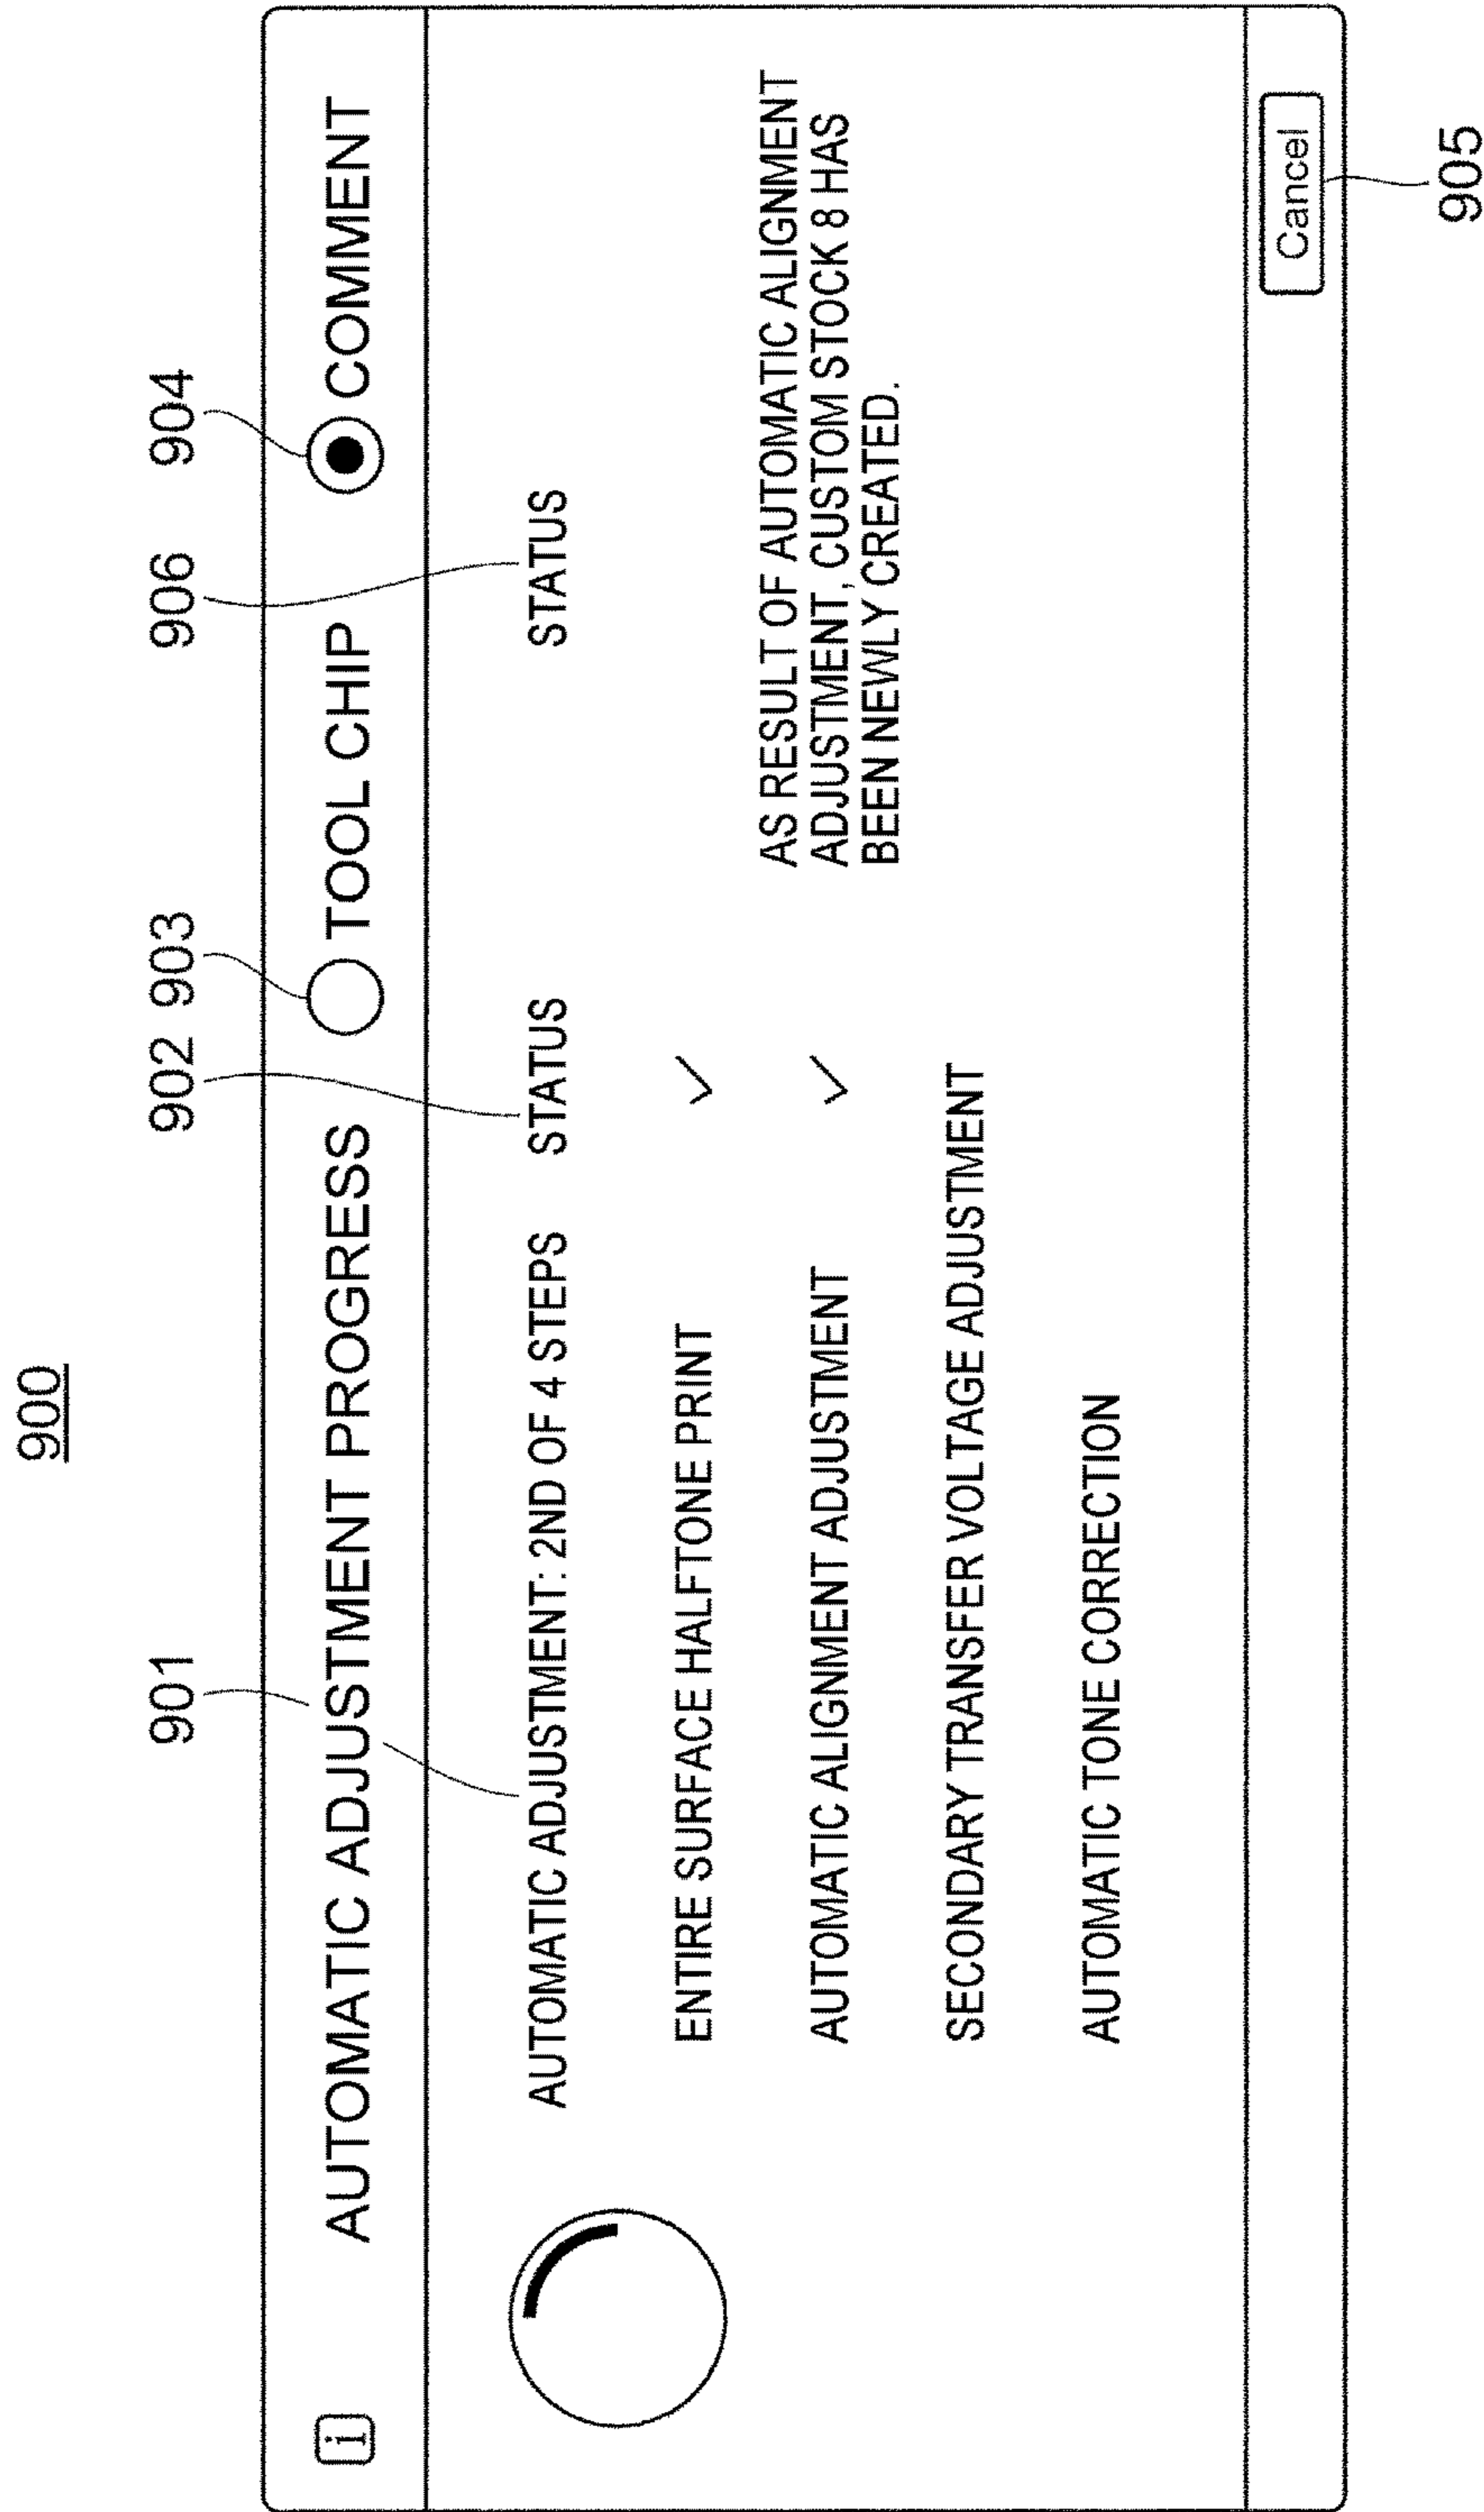 900
901
902
903
906
904
i
AUTOMATIC ADJUSTMENT PROGRESS
TOOL CHIP
COMMENT
AUTOMATIC ADJUSTMENT: 2ND OF 4 STEPS
STATUS
STATUS
ENTIRE SURFACE HALFTONE PRINT
AUTOMATIC ALIGNMENT ADJUSTMENT
SECONDARY TRANSFER VOLTAGE ADJUSTMENT
AUTOMATIC TONE CORRECTION
AS RESULT OF AUTOMATIC ALIGNMENT
ADJUSTMENT, CUSTOM STOCK 8 HAS
BEEN NEWLY CREATED.
Cancel
905